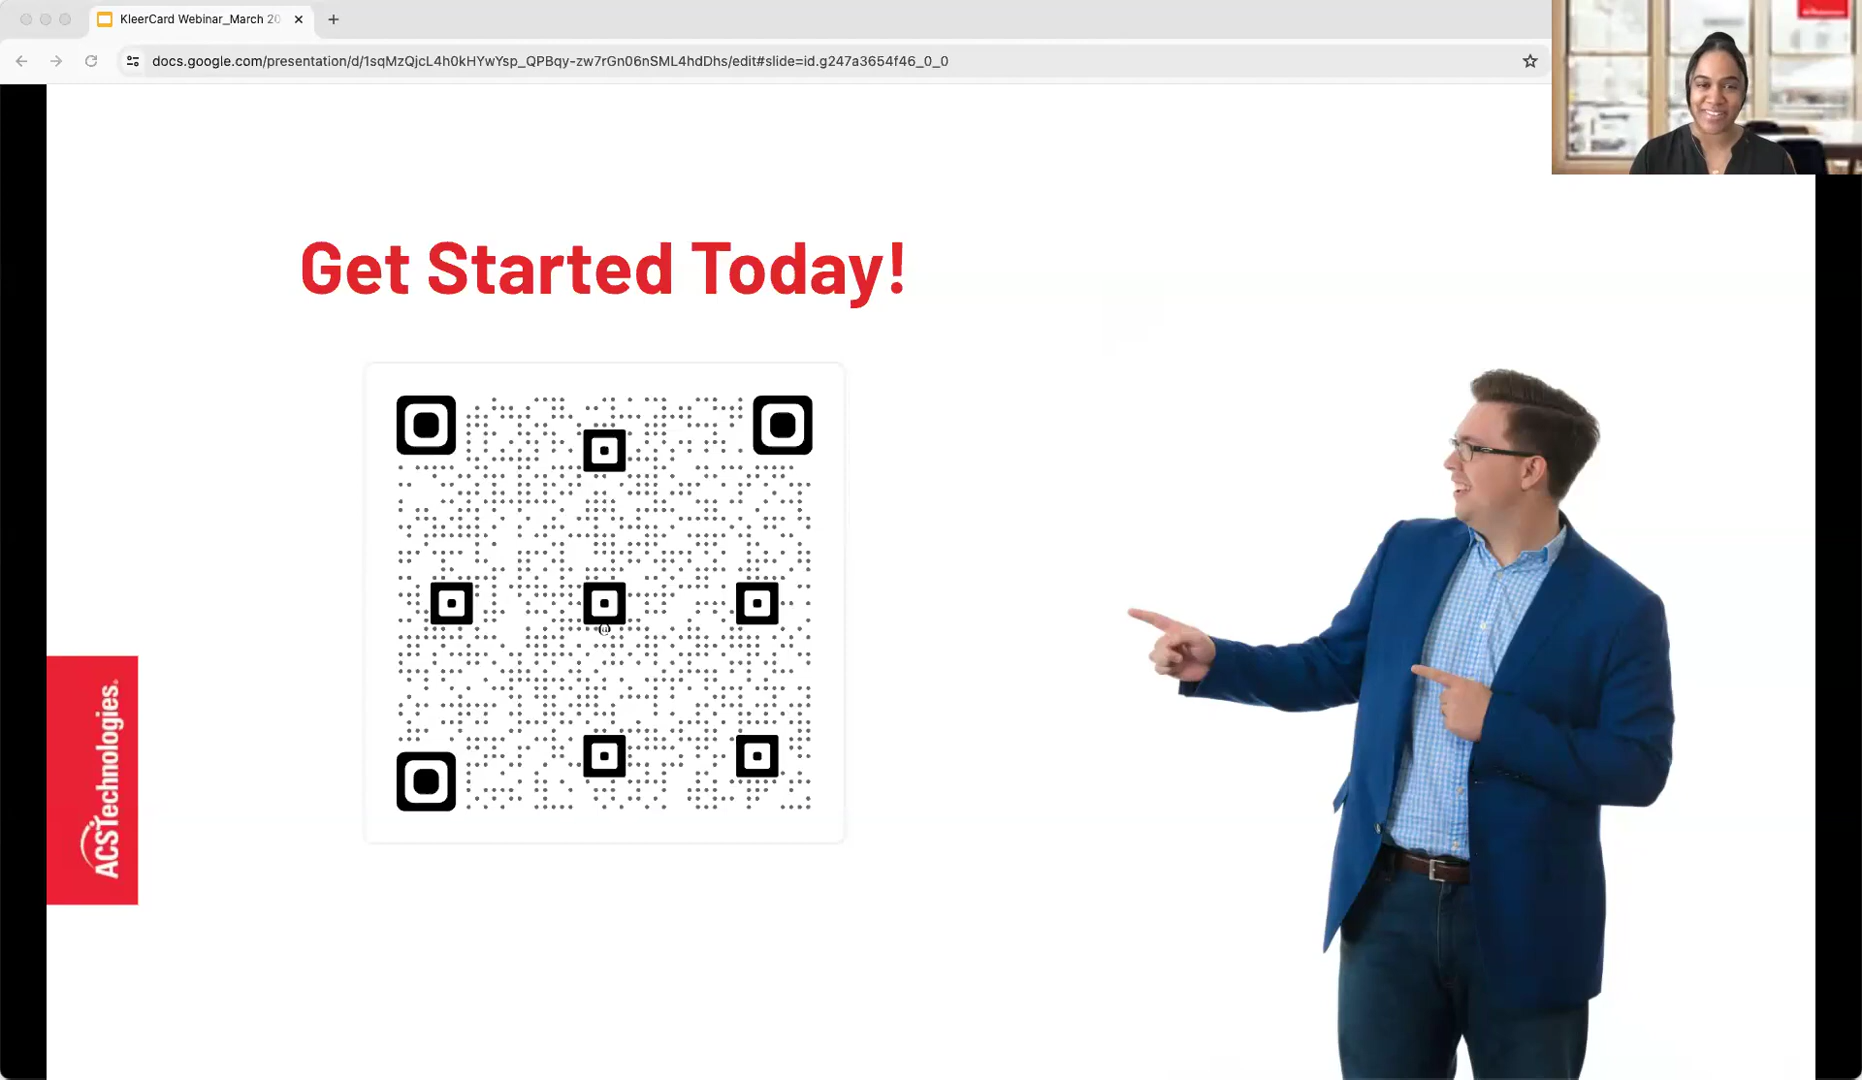 KleerCard Webinar_March 20
docs.google.com/presentation/d/1sqMzQjcL4h0kHYwYsp_QPBqy-zw7rGn06nSML4hdDhs/edit#slide=id.g247a3654f46_0_0
Get Started Today!
ACSTechnologies®